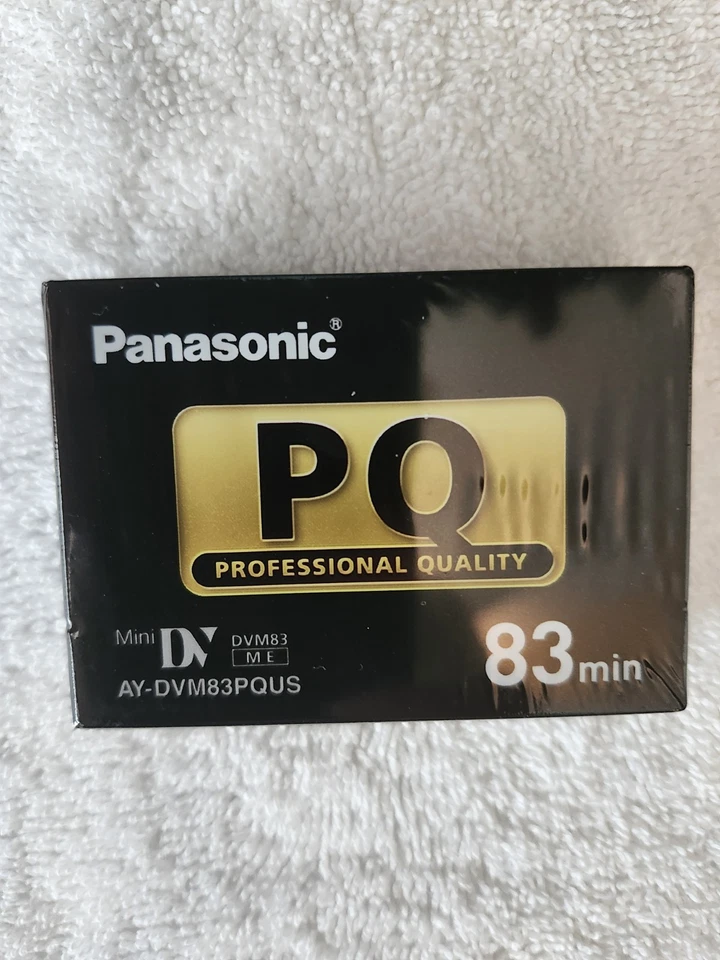 Panasonic®
PQ
PROFESSIONAL QUALITY
Mini DV DVM83
ME
AY-DVM83PQUS
83min